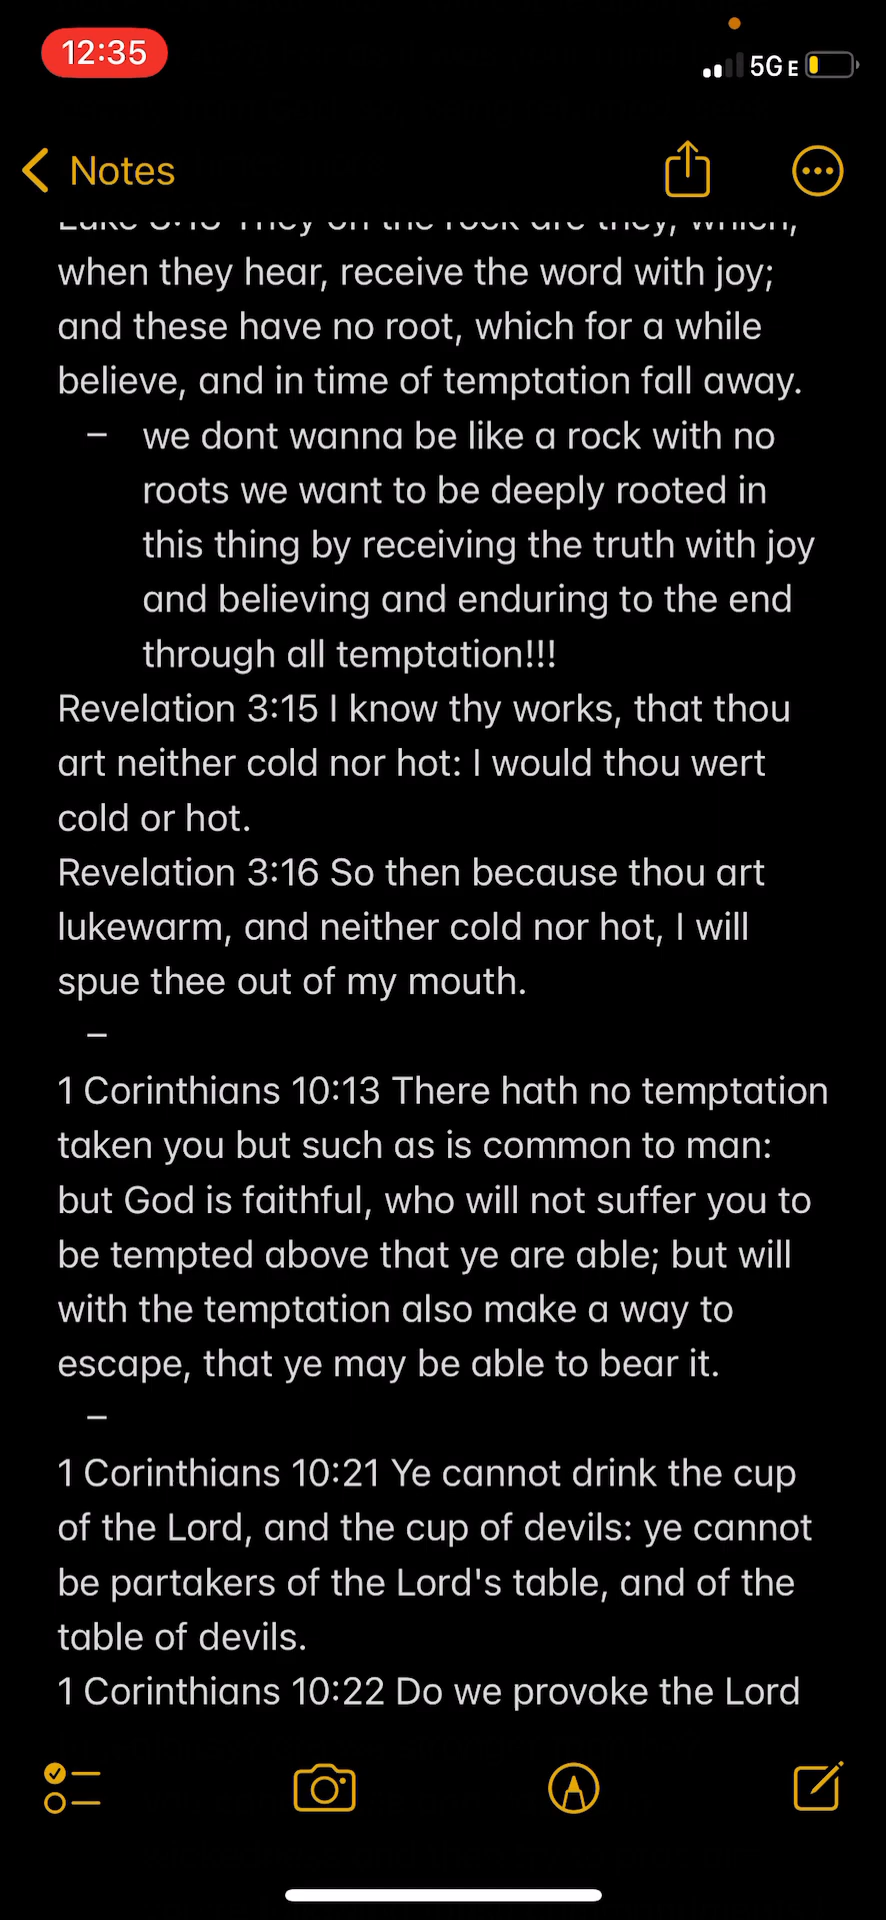 12:35
5G E
Notes
Luke 8:13 They on the rock are they, which,
when they hear, receive the word with joy;
and these have no root, which for a while
believe, and in time of temptation fall away.
– we dont wanna be like a rock with no
roots we want to be deeply rooted in
this thing by receiving the truth with joy
and believing and enduring to the end
through all temptation!!!
Revelation 3:15 I know thy works, that thou
art neither cold nor hot: I would thou wert
cold or hot.
Revelation 3:16 So then because thou art
lukewarm, and neither cold nor hot, I will
spue thee out of my mouth.
–
1 Corinthians 10:13 There hath no temptation
taken you but such as is common to man:
but God is faithful, who will not suffer you to
be tempted above that ye are able; but will
with the temptation also make a way to
escape, that ye may be able to bear it.
–
1 Corinthians 10:21 Ye cannot drink the cup
of the Lord, and the cup of devils: ye cannot
be partakers of the Lord's table, and of the
table of devils.
1 Corinthians 10:22 Do we provoke the Lord